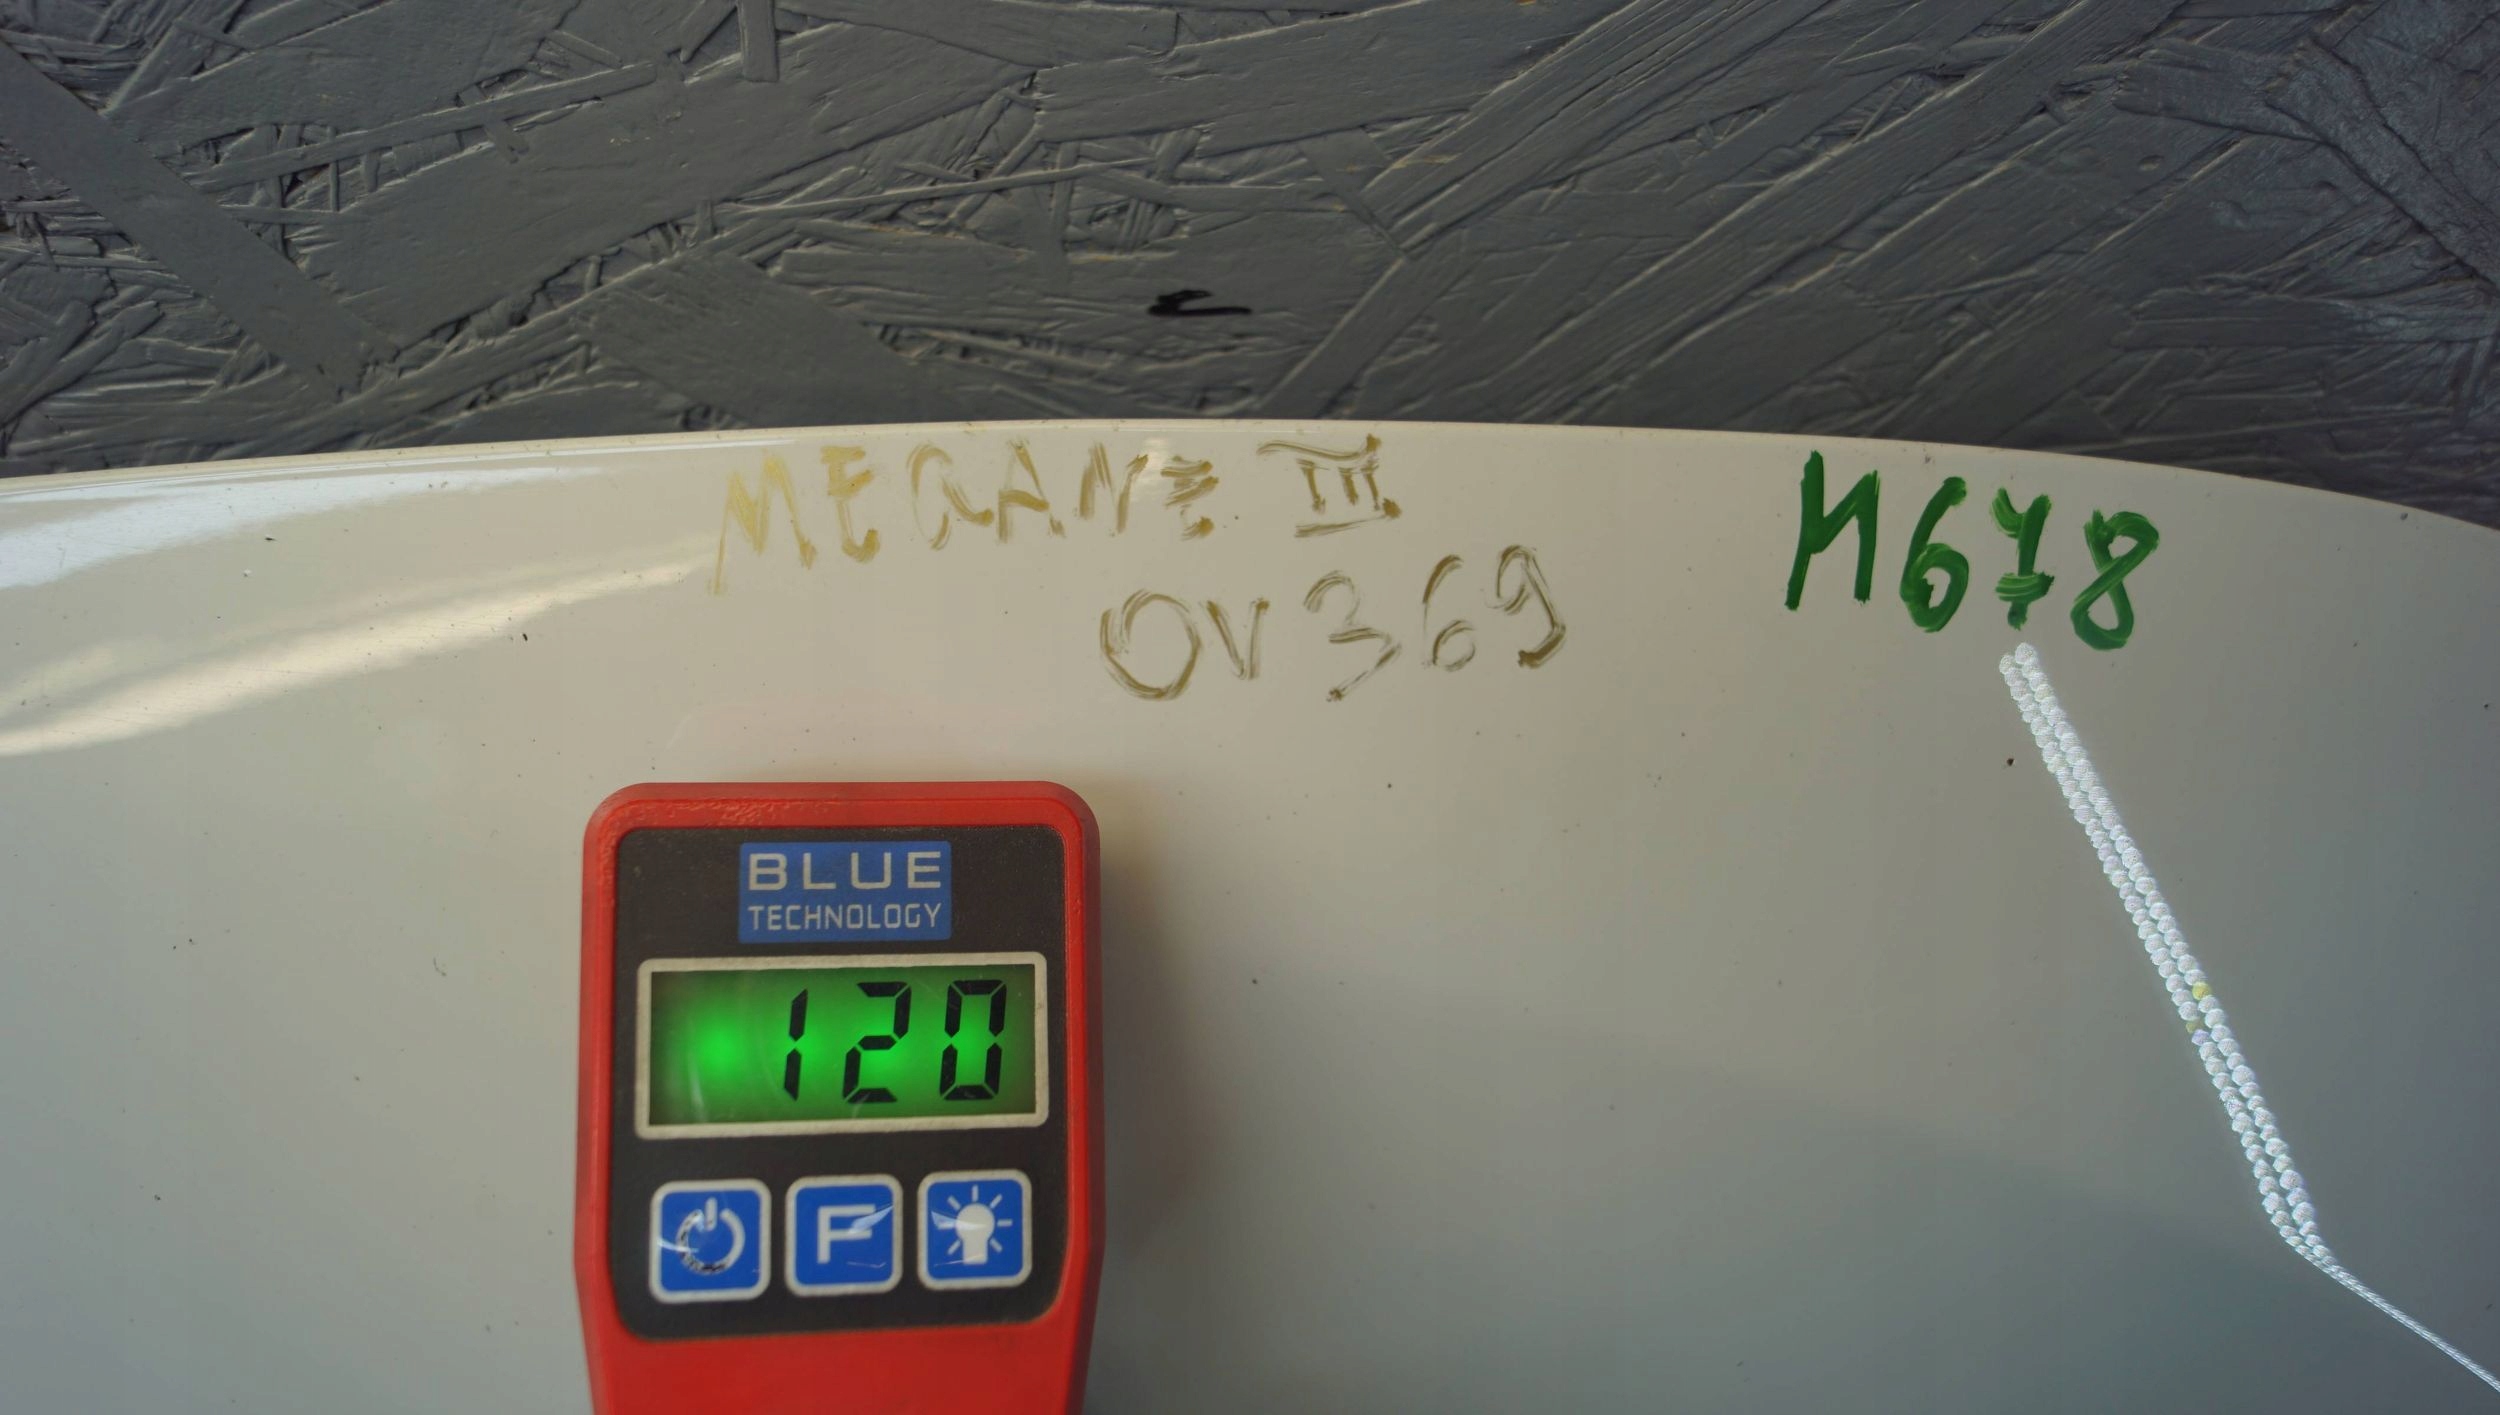 MEGANE III
OV369
M678
BLUE
TECHNOLOGY
120
F